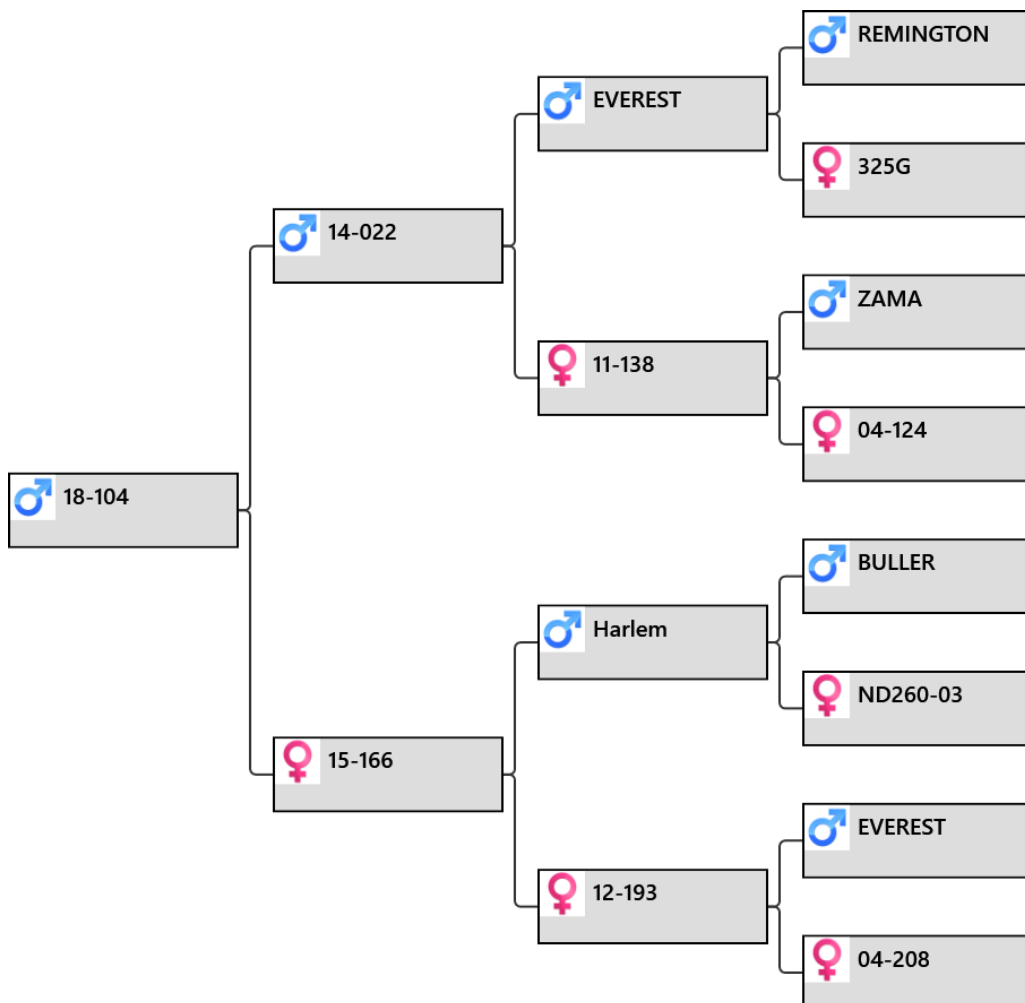 REMINGTON
EVEREST
325G
14-022
ZAMA
11-138
04-124
18-104
BULLER
Harlem
ND260-03
15-166
EVEREST
12-193
04-208